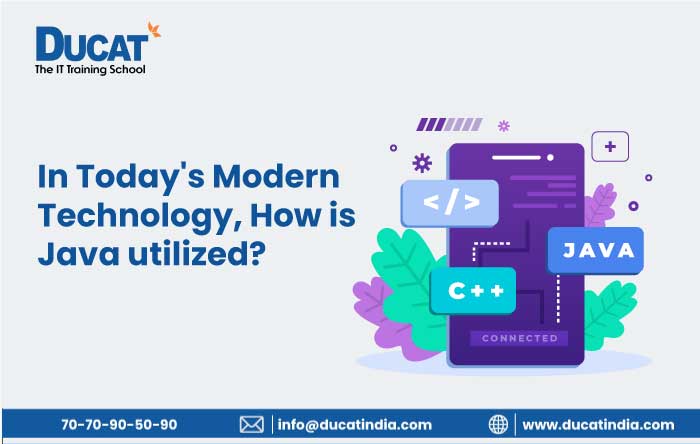 DUCAT
The IT Training School
In Today's Modern
Technology, How is
Java utilized?
</>
JAVA
C++
CONNECTED
70-70-90-50-90
info@ducatindia.com
www.ducatindia.com